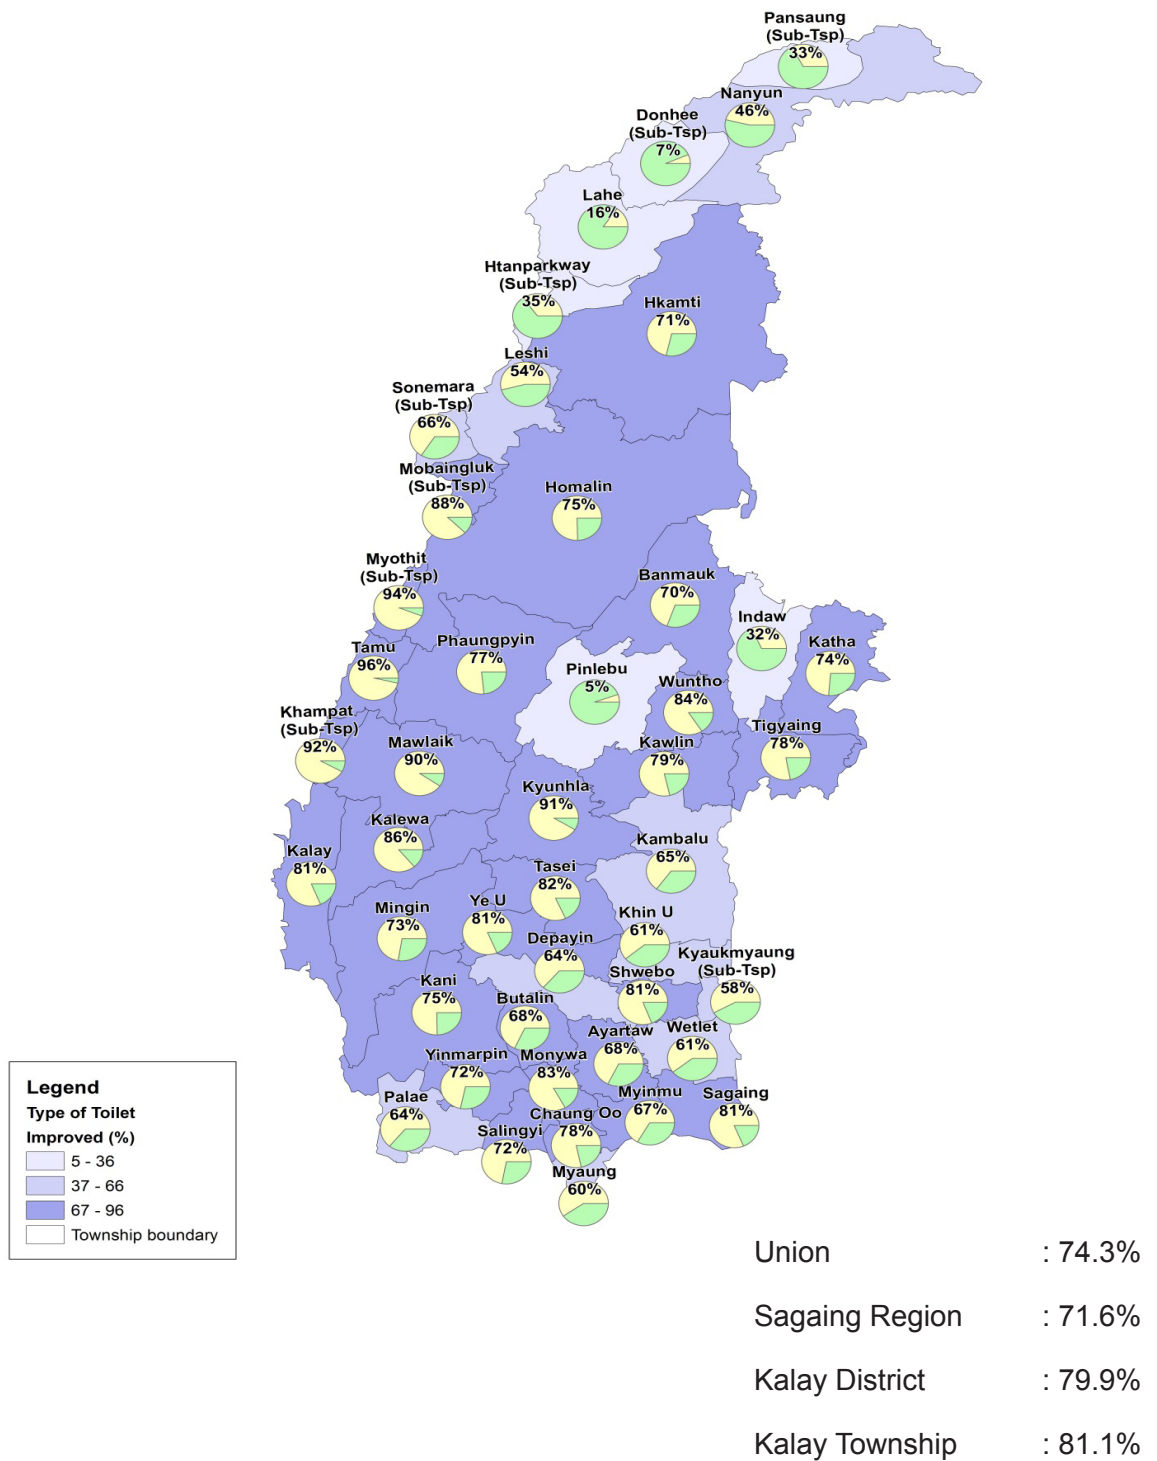 Pansaung
(Sub-Tsp)
33%
Nanyun
46%
Donhee
(Sub-Tsp)
7%
Lahe
16%
Htanparkway
(Sub-Tsp)
35%
Hkamti
71%
Leshi
54%
Sonemara
(Sub-Tsp)
66%
Mobaingluk
(Sub-Tsp)
88%
Homalin
75%
Myothit
(Sub-Tsp)
94%
Banmauk
70%
Indaw
32%
Katha
74%
Tamu
96%
Phaungpyin
77%
Pinlebu
5%
Wuntho
84%
Khampat
(Sub-Tsp)
92%
Mawlaik
90%
Kawlin
79%
Tigyaing
78%
Kyunhla
91%
Kalewa
86%
Kambalu
65%
Kalay
81%
Tasei
82%
Mingin
73%
Ye U
81%
Khin U
61%
Depayin
64%
Kyaukmyaung
(Sub-Tsp)
58%
Shwebo
81%
Kani
75%
Butalin
68%
Ayartaw
68%
Wetlet
61%
Yinmarpin
72%
Monywa
83%
Palae
64%
Chaung Oo
78%
Myinmu
67%
Sagaing
81%
Salingyi
72%
Myaung
60%
Legend
Type of Toilet
Improved (%)
5 - 36
37 - 66
67 - 96
Township boundary
Union : 74.3%
Sagaing Region : 71.6%
Kalay District : 79.9%
Kalay Township : 81.1%